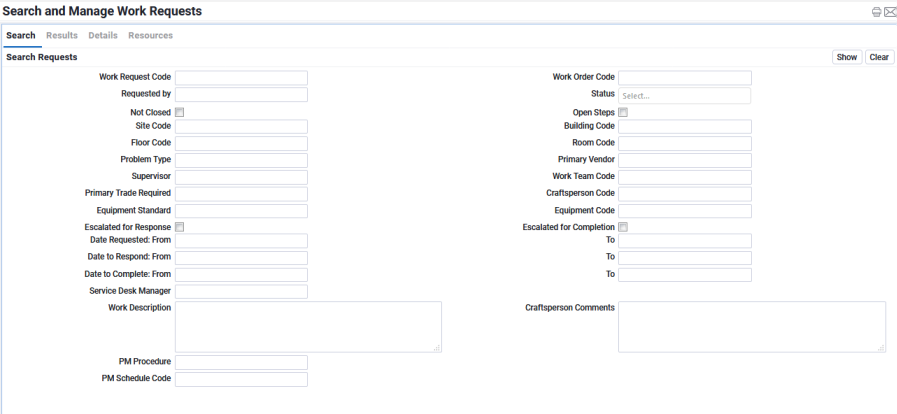 Search and Manage Work Requests
Search Results Details Resources
Search Requests Show Clear
Work Request Code Work Order Code
Requested by Status Select...
Not Closed Open Steps
Site Code Building Code
Floor Code Room Code
Problem Type Primary Vendor
Supervisor Work Team Code
Primary Trade Required Craftsperson Code
Equipment Standard Equipment Code
Escalated for Response Escalated for Completion
Date Requested: From To
Date to Respond: From To
Date to Complete: From To
Service Desk Manager
Work Description Craftsperson Comments
PM Procedure
PM Schedule Code